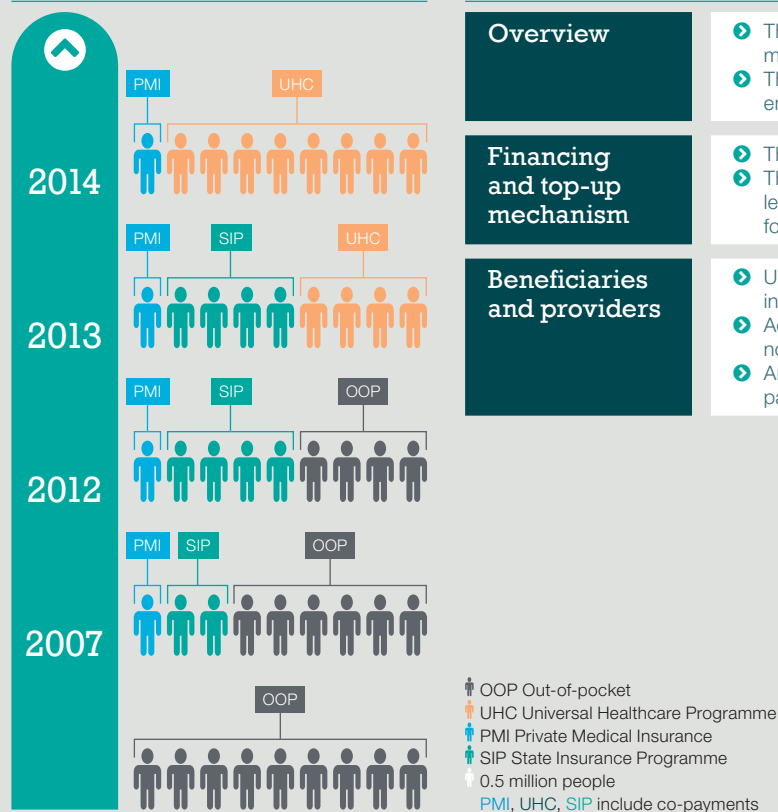 PMI
UHC
2014
PMI
SIP
UHC
2013
PMI
SIP
OOP
2012
PMI
SIP
OOP
2007
OOP
OOP Out-of-pocket
UHC Universal Healthcare Programme
PMI Private Medical Insurance
SIP State Insurance Programme
0.5 million people
PMI, UHC, SIP include co-payments
Overview
Financing
and top-up
mechanism
Beneficiaries
and providers